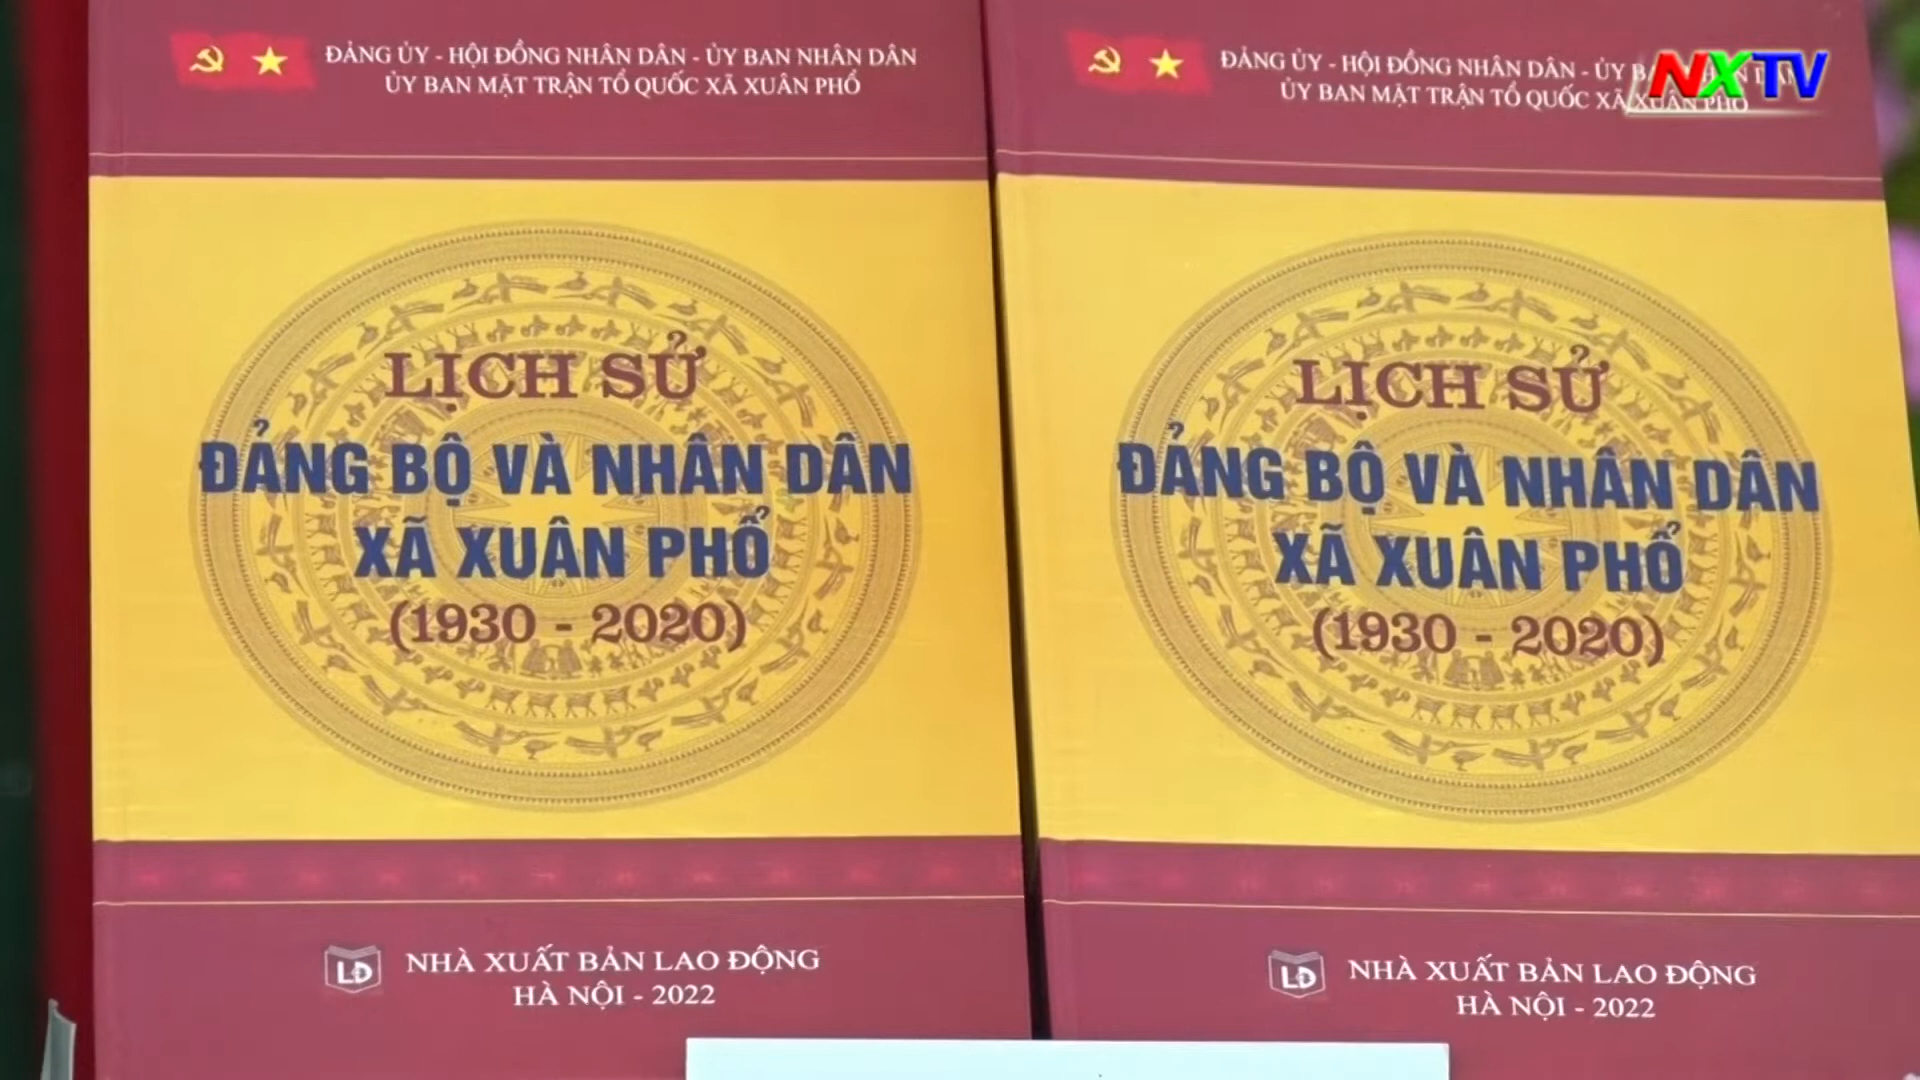 ĐẢNG ỦY - HỘI ĐỒNG NHÂN DÂN - ỦY BAN NHÂN DÂN
ỦY BAN MẶT TRẬN TỔ QUỐC XÃ XUÂN PHỔ
LỊCH SỬ
ĐẢNG BỘ VÀ NHÂN DÂN
XÃ XUÂN PHỔ
(1930 - 2020)
LĐ
NHÀ XUẤT BẢN LAO ĐỘNG
HÀ NỘI - 2022
ĐẢNG ỦY - HỘI ĐỒNG NHÂN DÂN - ỦY
ỦY BAN MẶT TRẬN TỔ QUỐC XÃ XUÂN PHỔ
NXTV
LỊCH SỬ
ĐẢNG BỘ VÀ NHÂN DÂN
XÃ XUÂN PHỔ
(1930 - 2020)
LĐ
NHÀ XUẤT BẢN LAO ĐỘNG
HÀ NỘI - 2022